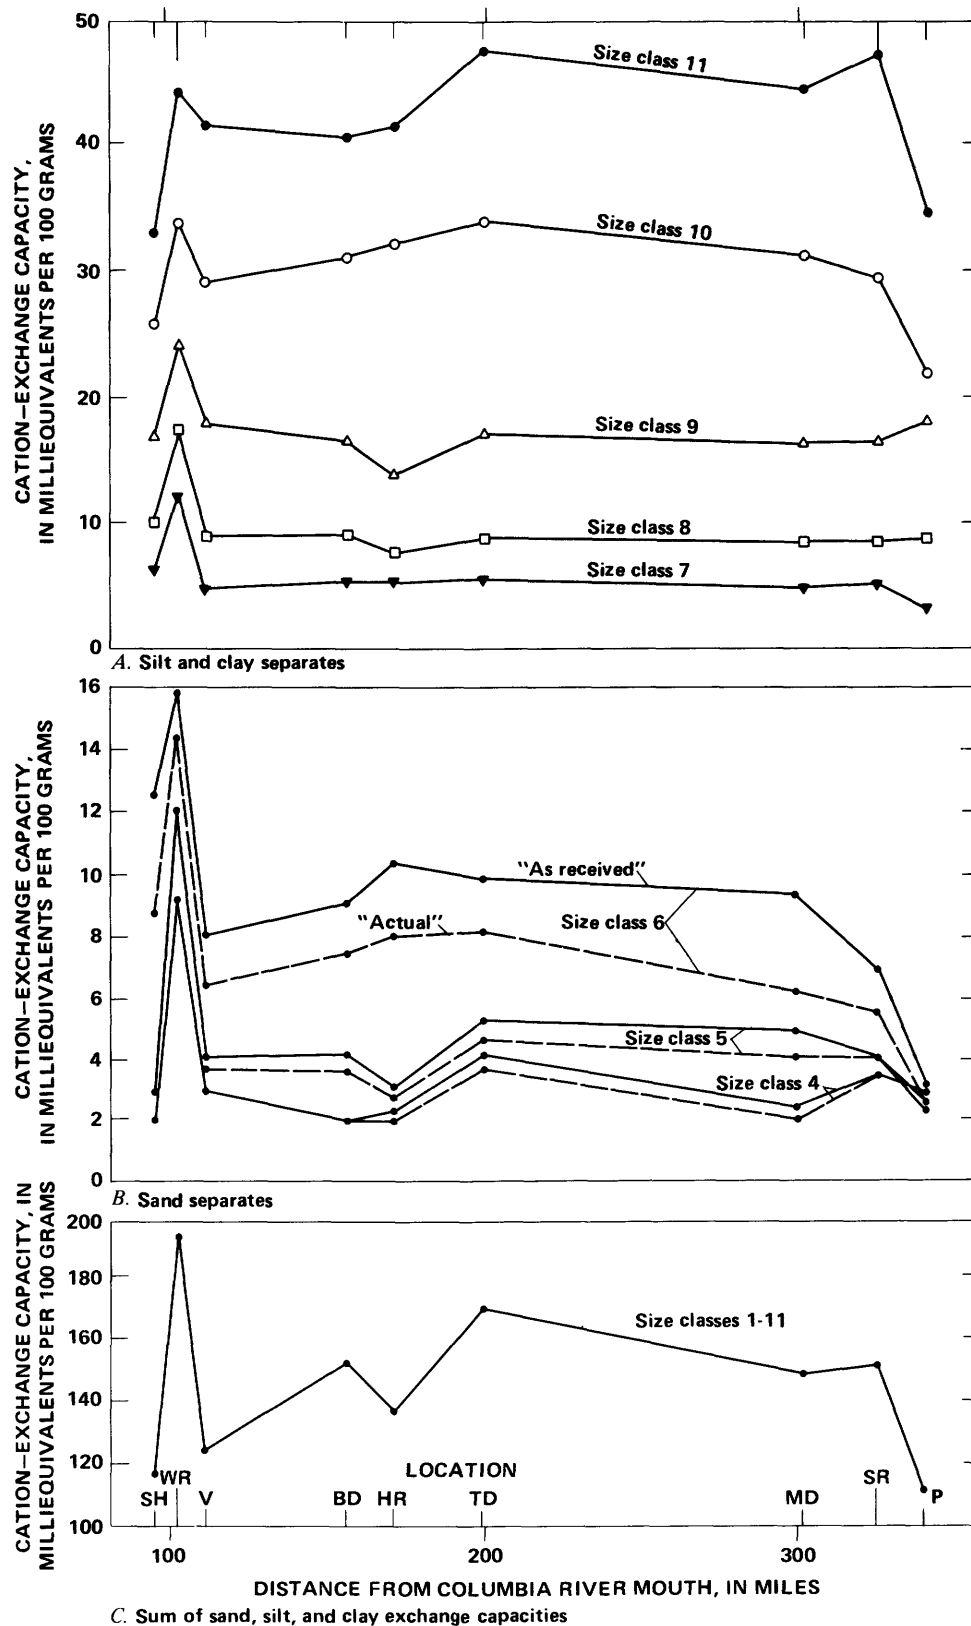 CATION–EXCHANGE CAPACITY,
IN MILLIEQUIVALENTS PER 100 GRAMS
50
40
30
20
10
0
Size class 11
Size class 10
Size class 9
Size class 8
Size class 7
A. Silt and clay separates
CATION–EXCHANGE CAPACITY,
IN MILLIEQUIVALENTS PER 100 GRAMS
16
14
12
10
8
6
4
2
0
"As received"
"Actual"
Size class 6
Size class 5
Size class 4
B. Sand separates
CATION–EXCHANGE CAPACITY, IN
MILLIEQUIVALENTS PER 100 GRAMS
200
180
160
140
120
100
Size classes 1-11
LOCATION
SH WR V BD HR TD MD SR P
100 200 300
DISTANCE FROM COLUMBIA RIVER MOUTH, IN MILES
C. Sum of sand, silt, and clay exchange capacities